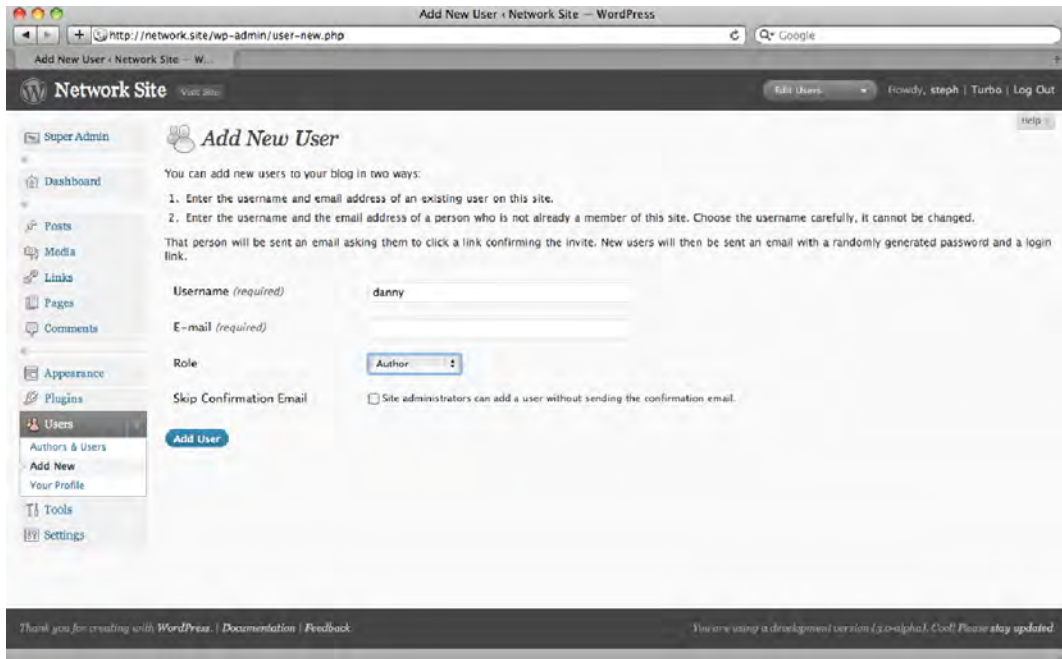 Add New User ‹ Network Site — WordPress
http://network.site/wp-admin/user-new.php
Google
Add New User ‹ Network Site — W...
Network Site Visit Site
Edit Users
Howdy, steph | Turbo | Log Out
Help
Super Admin
Dashboard
Posts
Media
Links
Pages
Comments
Appearance
Plugins
Users
Authors & Users
Add New
Your Profile
Tools
Settings
Add New User
You can add new users to your blog in two ways:
1. Enter the username and email address of an existing user on this site.
2. Enter the username and the email address of a person who is not already a member of this site. Choose the username carefully, it cannot be changed.
That person will be sent an email asking them to click a link confirming the invite. New users will then be sent an email with a randomly generated password and a login
link.
Username (required)
danny
E-mail (required)
Role
Author
Skip Confirmation Email
Site administrators can add a user without sending the confirmation email.
Add User
Thank you for creating with WordPress. | Documentation | Feedback
You are using a development version (3.0-alpha). Cool! Please stay updated.